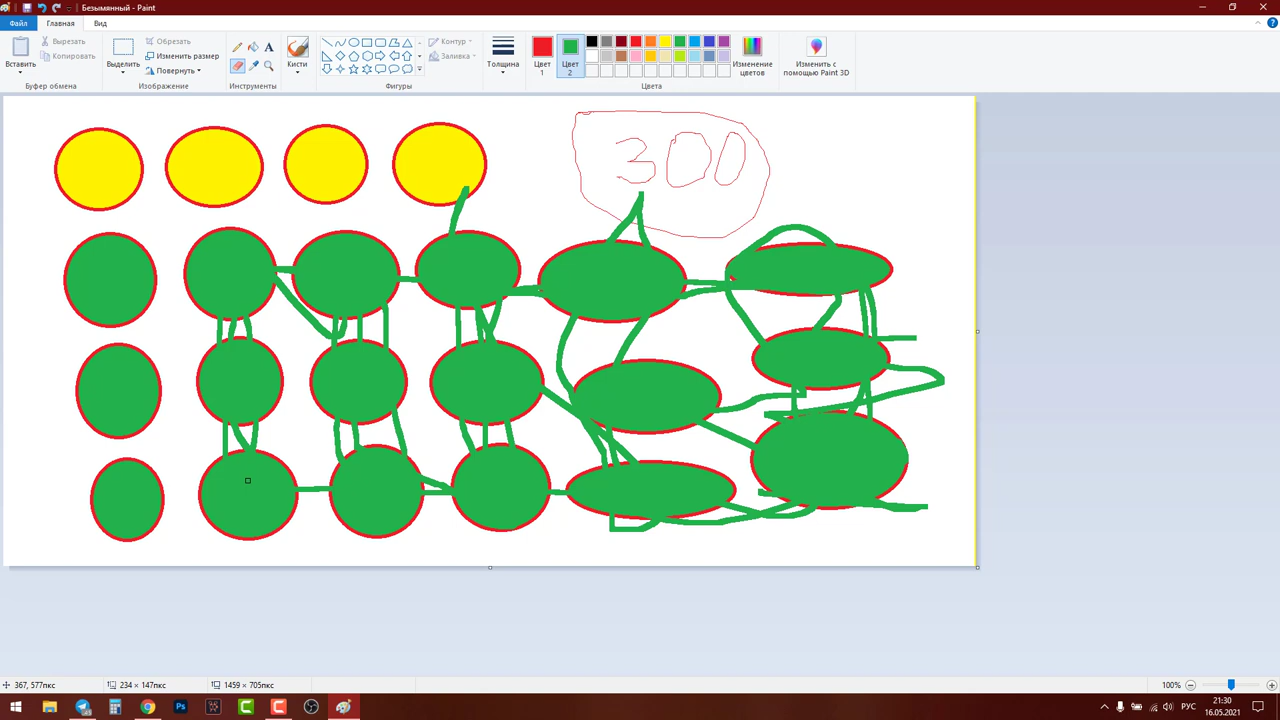 Безымянный - Paint
Файл Главная Вид
Вставить
Вырезать
Копировать
Буфер обмена
Выделить
Обрезать
Изменить размер
Повернуть
Изображение
A
Инструменты
Кисти
Контур
Заливка
Фигуры
Толщина
Цвет 1
Цвет 2
Изменение цветов
Цвета
Изменить с помощью Paint 3D
300
367, 577пкс 234 × 147пкс 1459 × 705пкс 100%
Ps РУС 21:30
16.05.2021